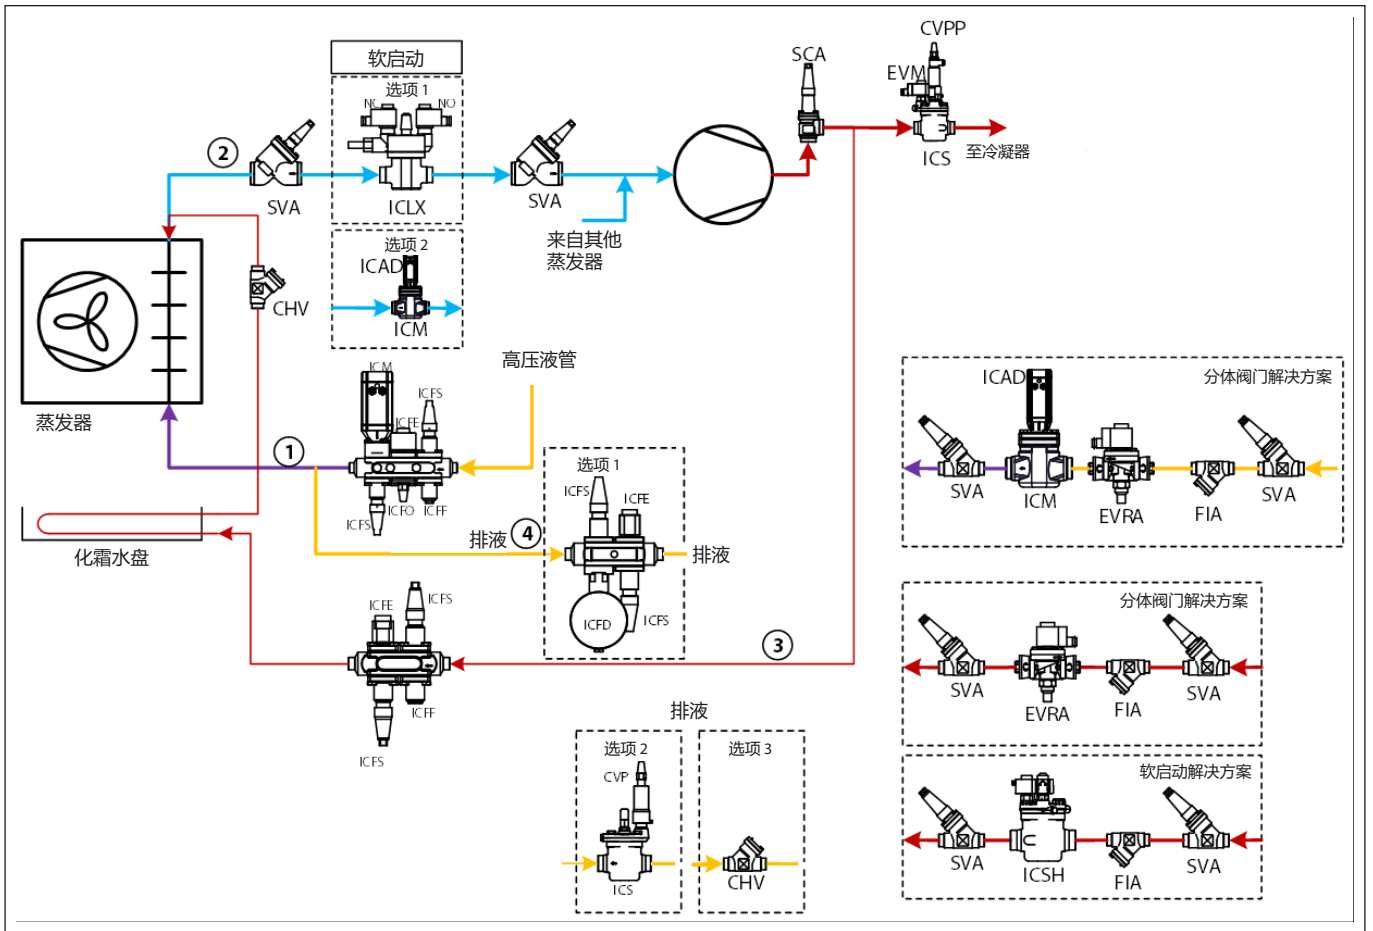 软启动
选项 1
NC
NO
ICLX
②
SVA
SVA
来自其他
蒸发器
SCA
CVPP
EVM
ICS
至冷凝器
选项 2
ICAD
ICM
CHV
蒸发器
高压液管
ICM
ICFS
ICFE
①
ICFS
ICFO
ICFF
排液
④
选项 1
ICFS
ICFE
排液
ICFD
ICFS
化霜水盘
ICFE
ICFS
ICFF
ICFS
③
排液
选项 2
CVP
ICS
选项 3
CHV
分体阀门解决方案
ICAD
SVA
ICM
EVRA
FIA
SVA
分体阀门解决方案
SVA
EVRA
FIA
SVA
软启动解决方案
SVA
ICSH
FIA
SVA